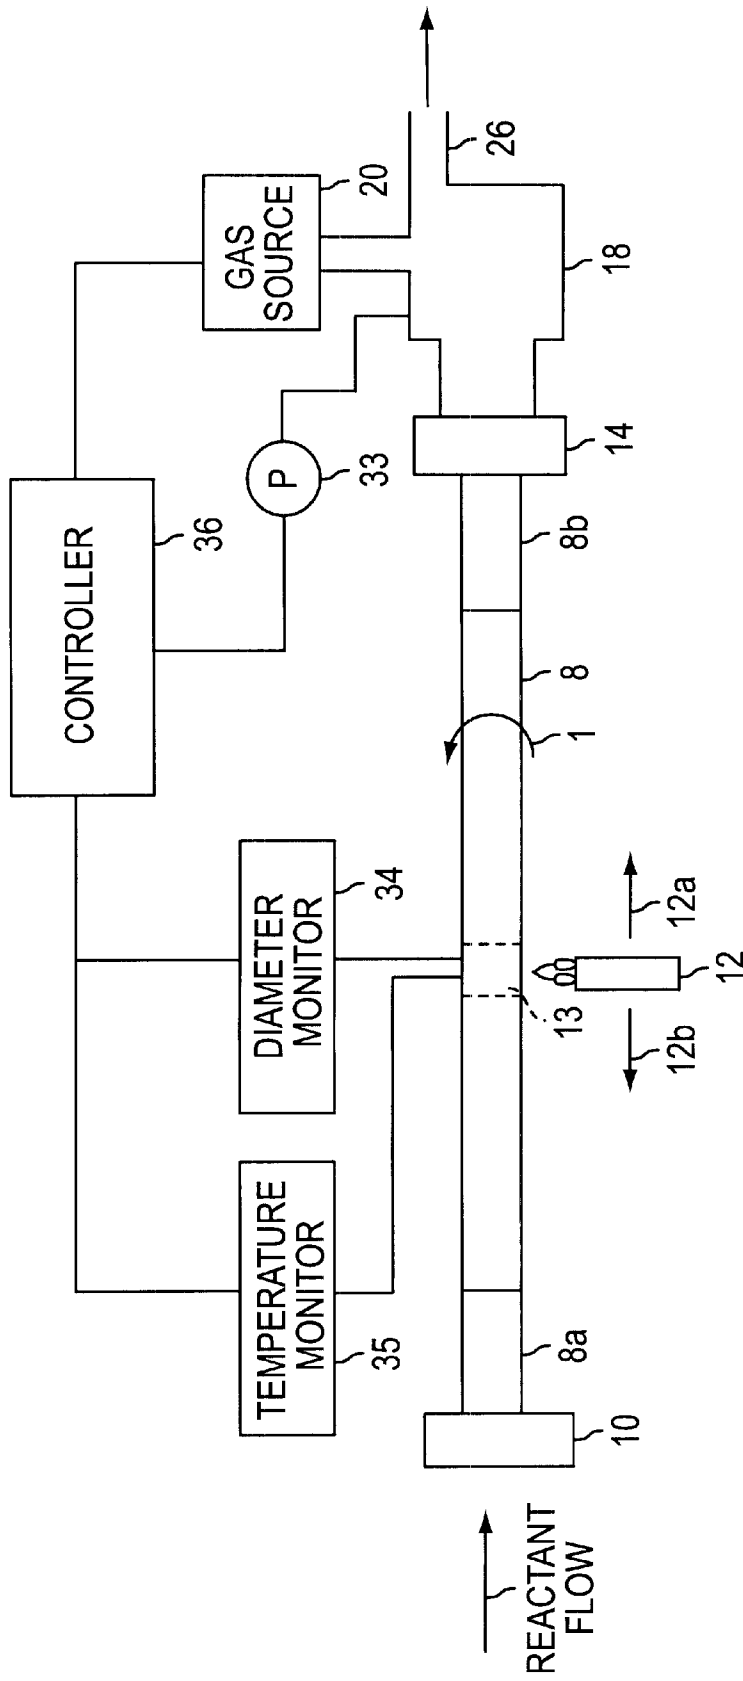 CONTROLLER
36
GAS
SOURCE
20
26
P
33
18
14
TEMPERATURE
MONITOR
35
DIAMETER
MONITOR
34
8b
8
1
13
8a
10
12b
12a
12
REACTANT
FLOW